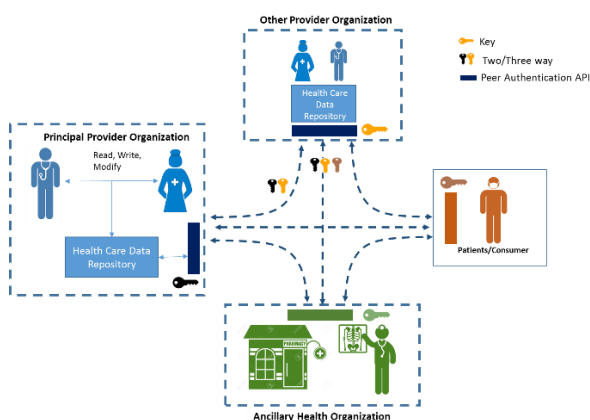 Other Provider Organization
Key
Two/Three way
Peer Authentication API
Health Care
Data
Repository
Principal Provider Organization
Read, Write,
Modify
Health Care Data
Repository
Patients/Consumer
PHARMACY
Ancillary Health Organization